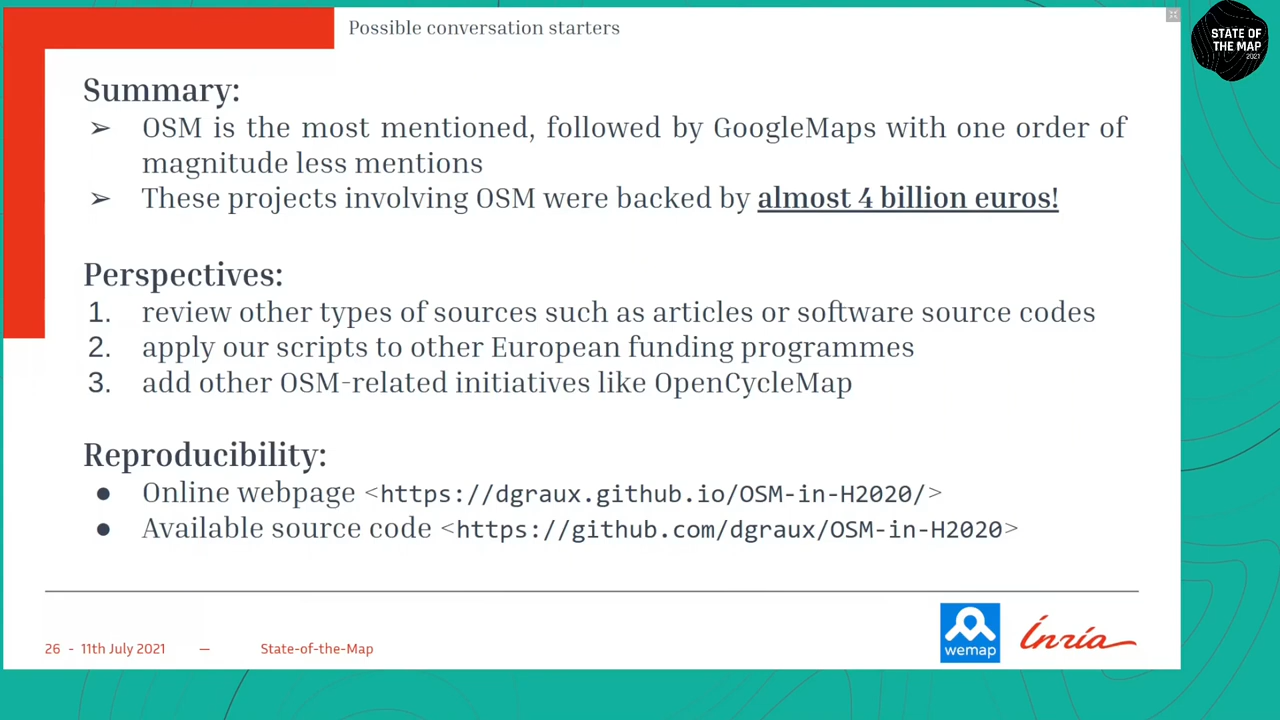 Possible conversation starters
STATE OF
THE MAP
2021
Summary:
➢ OSM is the most mentioned, followed by GoogleMaps with one order of
magnitude less mentions
➢ These projects involving OSM were backed by almost 4 billion euros!
Perspectives:
1. review other types of sources such as articles or software source codes
2. apply our scripts to other European funding programmes
3. add other OSM-related initiatives like OpenCycleMap
Reproducibility:
● Online webpage <https://dgraux.github.io/OSM-in-H2020/>
● Available source code <https://github.com/dgraux/OSM-in-H2020>
26 - 11th July 2021 — State-of-the-Map
wemap
Inria